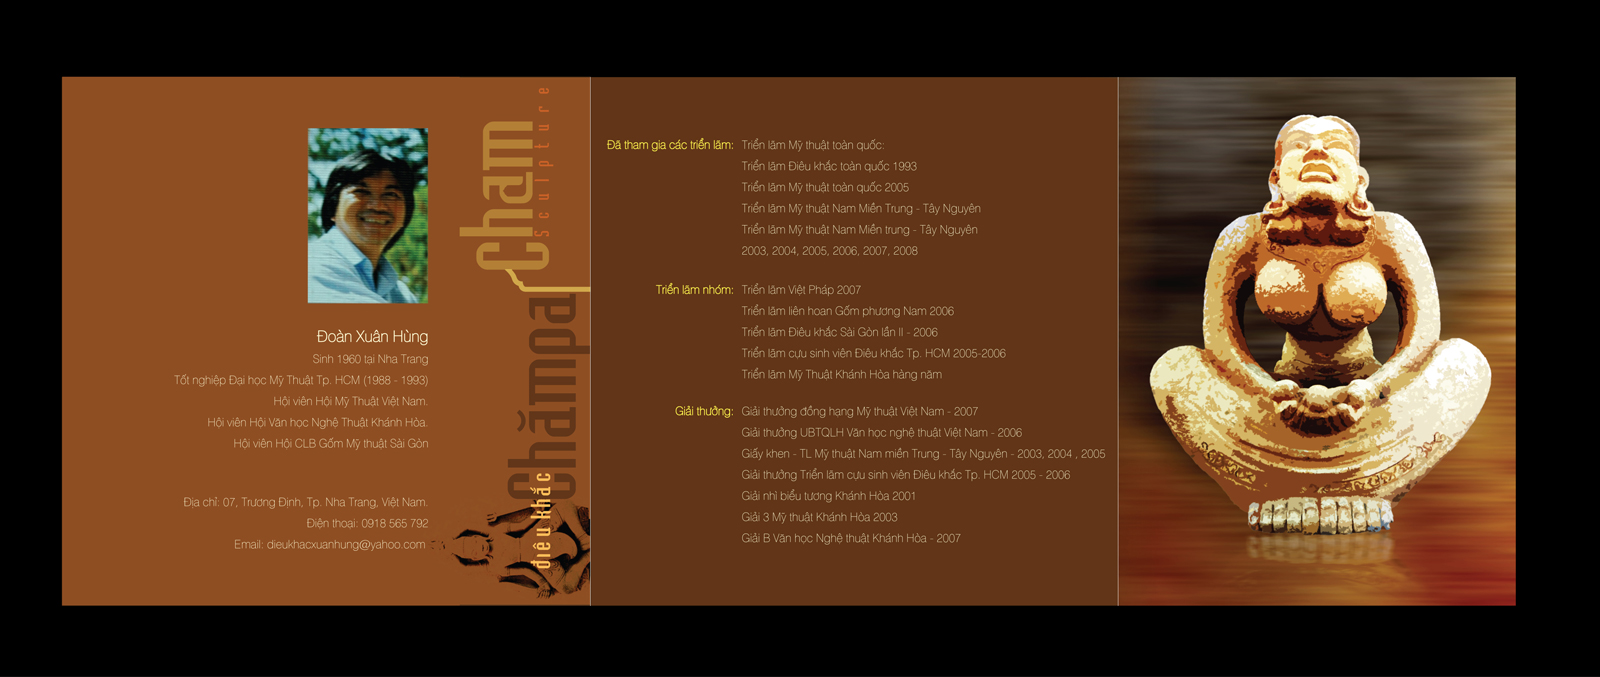 Đoàn Xuân Hùng
Sinh 1960 tại Nha Trang
Tốt nghiệp Đại học Mỹ Thuật Tp. HCM (1988 - 1993)
Hội viên Hội Mỹ Thuật Việt Nam.
Hội viên Hội Văn học Nghệ Thuật Khánh Hòa.
Hội viên Hội CLB Gốm Mỹ thuật Sài Gòn
Địa chỉ: 07, Trương Định, Tp. Nha Trang, Việt Nam.
Điện thoại: 0918 565 792
Email: dieukhacxuanhung@yahoo.com
Cham
Sculpture
Chămpa
điêu khắc
Đã tham gia các triển lãm: Triển lãm Mỹ thuật toàn quốc:
Triển lãm Điêu khắc toàn quốc 1993
Triển lãm Mỹ thuật toàn quốc 2005
Triển lãm Mỹ thuật Nam Miền Trung - Tây Nguyên
Triển lãm Mỹ thuật Nam Miền trung - Tây Nguyên
2003, 2004, 2005, 2006, 2007, 2008
Triển lãm nhóm: Triển lãm Việt Pháp 2007
Triển lãm liên hoan Gốm phương Nam 2006
Triển lãm Điêu khắc Sài Gòn lần II - 2006
Triển lãm cựu sinh viên Điêu khắc Tp. HCM 2005-2006
Triển lãm Mỹ Thuật Khánh Hòa hàng năm
Giải thưởng: Giải thưởng đồng hạng Mỹ thuật Việt Nam - 2007
Giải thưởng UBTQLH Văn học nghệ thuật Việt Nam - 2006
Giấy khen - TL Mỹ thuật Nam miền Trung - Tây Nguyên - 2003, 2004 , 2005
Giải thưởng Triển lãm cựu sinh viên Điêu khắc Tp. HCM 2005 - 2006
Giải nhì biểu tượng Khánh Hòa 2001
Giải 3 Mỹ thuật Khánh Hòa 2003
Giải B Văn học Nghệ thuật Khánh Hòa - 2007